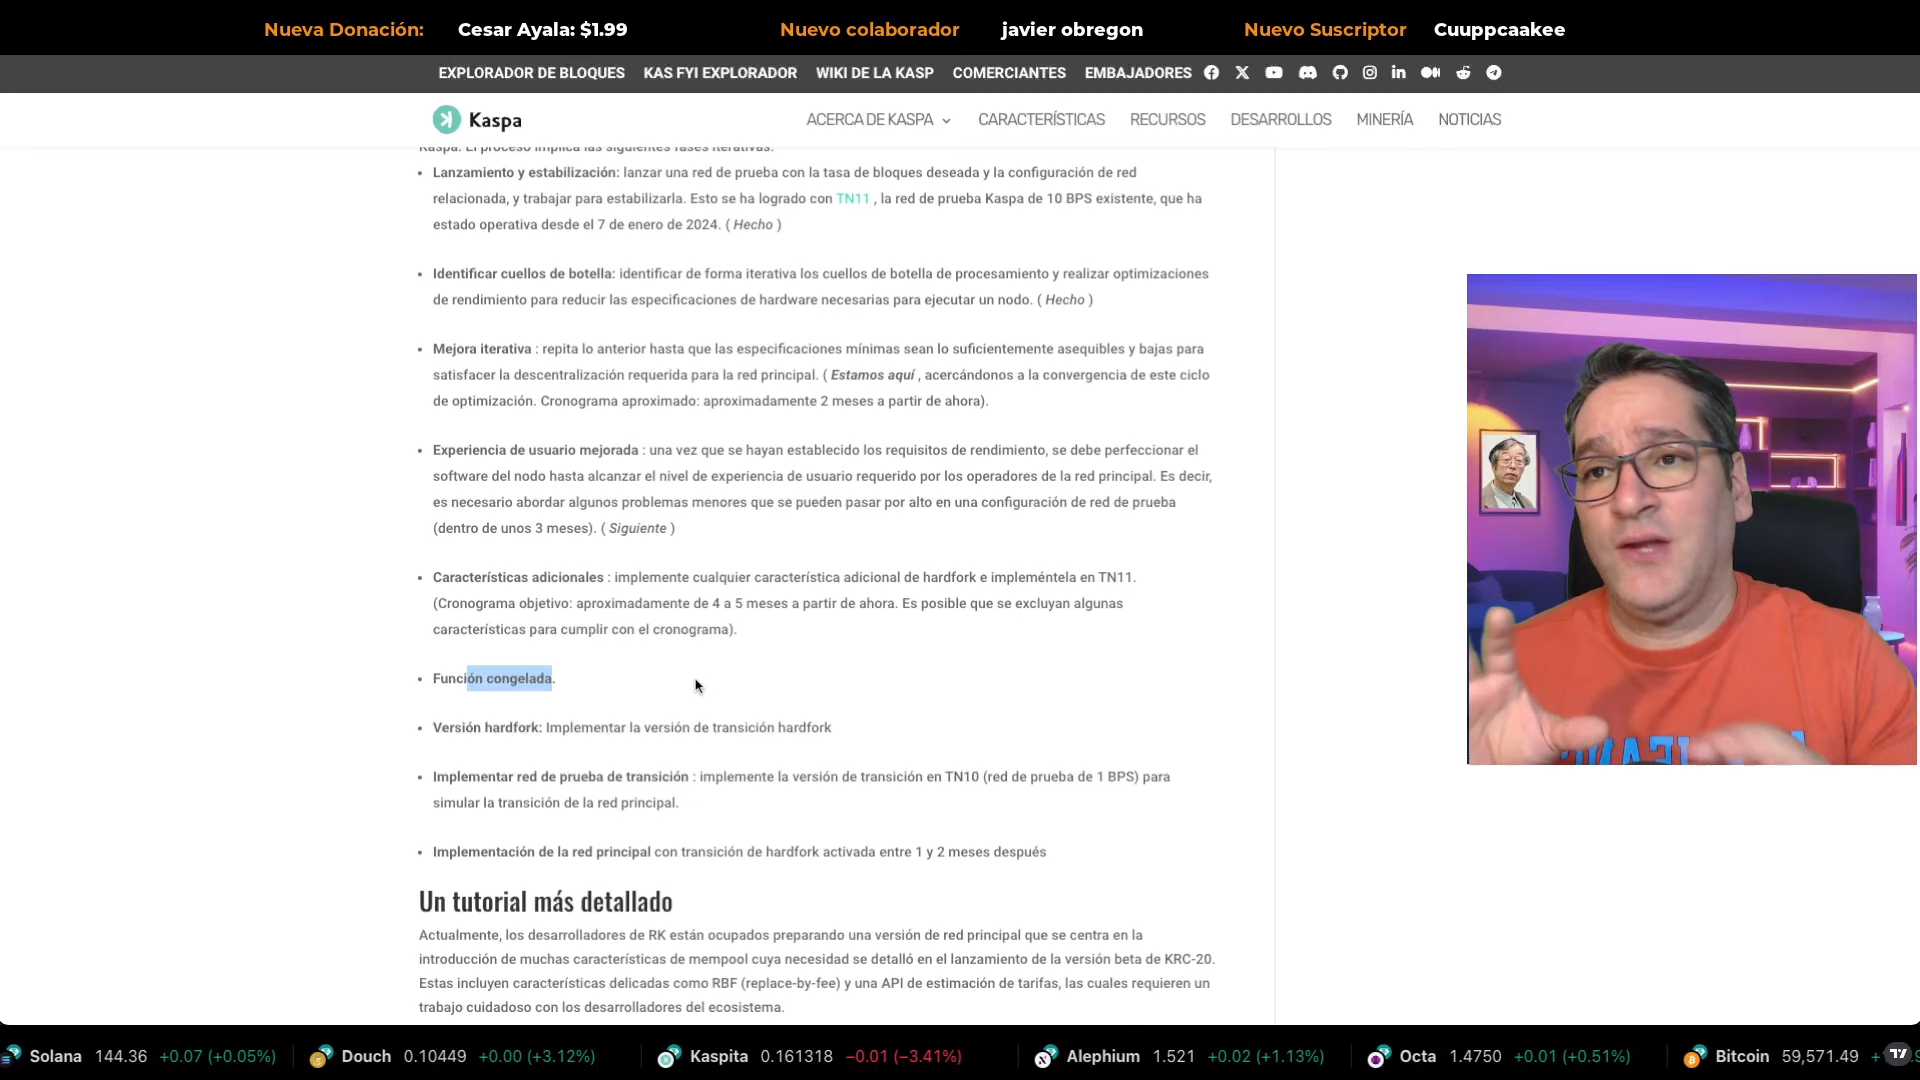 Nueva Donación: Cesar Ayala: $1.99 Nuevo colaborador javier obregon Nuevo Suscriptor Cuuppcaakee
EXPLORADOR DE BLOQUES KAS FYI EXPLORADOR WIKI DE LA KASP COMERCIANTES EMBAJADORES
Kaspa ACERCA DE KASPA CARACTERÍSTICAS RECURSOS DESARROLLOS MINERÍA NOTICIAS
Kaspa. El proceso implica las siguientes fases iterativas:
• Lanzamiento y estabilización: lanzar una red de prueba con la tasa de bloques deseada y la configuración de red
relacionada, y trabajar para estabilizarla. Esto se ha logrado con TN11 , la red de prueba Kaspa de 10 BPS existente, que ha
estado operativa desde el 7 de enero de 2024. ( Hecho )
• Identificar cuellos de botella: identificar de forma iterativa los cuellos de botella de procesamiento y realizar optimizaciones
de rendimiento para reducir las especificaciones de hardware necesarias para ejecutar un nodo. ( Hecho )
• Mejora iterativa : repita lo anterior hasta que las especificaciones mínimas sean lo suficientemente asequibles y bajas para
satisfacer la descentralización requerida para la red principal. ( Estamos aquí , acercándonos a la convergencia de este ciclo
de optimización. Cronograma aproximado: aproximadamente 2 meses a partir de ahora).
• Experiencia de usuario mejorada : una vez que se hayan establecido los requisitos de rendimiento, se debe perfeccionar el
software del nodo hasta alcanzar el nivel de experiencia de usuario requerido por los operadores de la red principal. Es decir,
es necesario abordar algunos problemas menores que se pueden pasar por alto en una configuración de red de prueba
(dentro de unos 3 meses). ( Siguiente )
• Características adicionales : implemente cualquier característica adicional de hardfork e impleméntela en TN11.
(Cronograma objetivo: aproximadamente de 4 a 5 meses a partir de ahora. Es posible que se excluyan algunas
características para cumplir con el cronograma).
• Función congelada.
• Versión hardfork: Implementar la versión de transición hardfork
• Implementar red de prueba de transición : implemente la versión de transición en TN10 (red de prueba de 1 BPS) para
simular la transición de la red principal.
• Implementación de la red principal con transición de hardfork activada entre 1 y 2 meses después
Un tutorial más detallado
Actualmente, los desarrolladores de RK están ocupados preparando una versión de red principal que se centra en la
introducción de muchas características de mempool cuya necesidad se detalló en el lanzamiento de la versión beta de KRC-20.
Estas incluyen características delicadas como RBF (replace-by-fee) y una API de estimación de tarifas, las cuales requieren un
trabajo cuidadoso con los desarrolladores del ecosistema.
Solana 144.36 +0.07 (+0.05%) Douch 0.10449 +0.00 (+3.12%) Kaspita 0.161318 −0.01 (−3.41%) Alephium 1.521 +0.02 (+1.13%) Octa 1.4750 +0.01 (+0.51%) Bitcoin 59,571.49